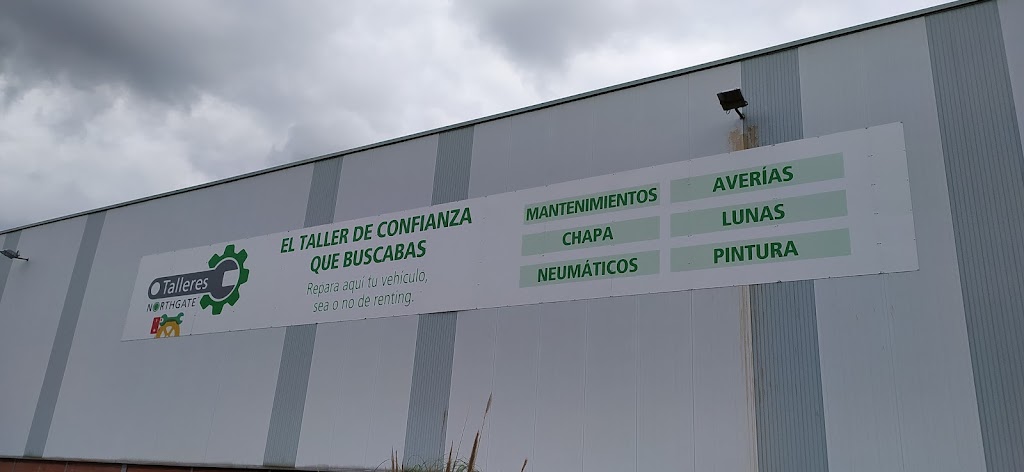 Talleres
NORTHGATE
EL TALLER DE CONFIANZA
QUE BUSCABAS
Repara aquí tu vehículo,
sea o no de renting.
MANTENIMIENTOS
CHAPA
NEUMÁTICOS
AVERÍAS
LUNAS
PINTURA